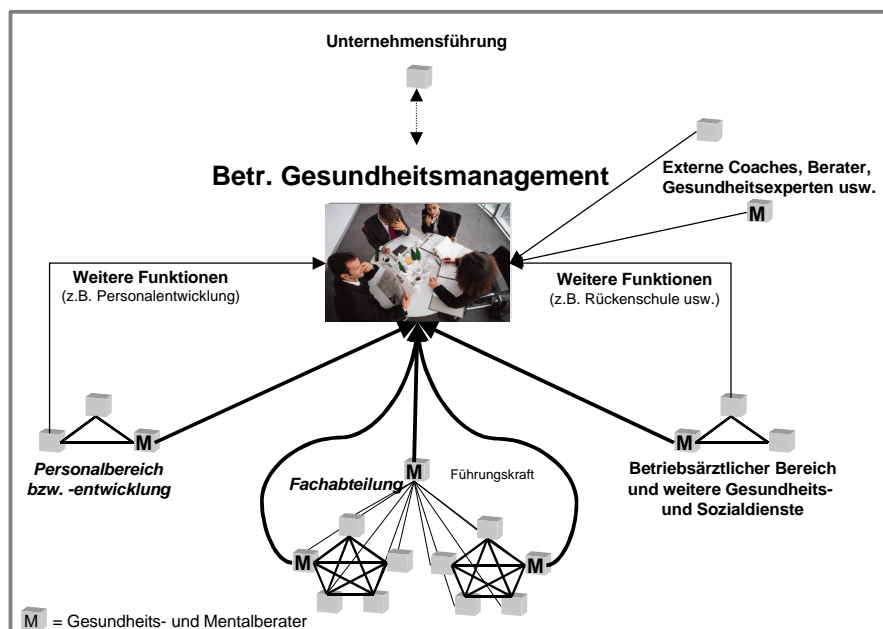 Unternehmensführung
Betr. Gesundheitsmanagement
Externe Coaches, Berater,
Gesundheitsexperten usw.
M
Weitere Funktionen
(z.B. Personalentwicklung)
Weitere Funktionen
(z.B. Rückenschule usw.)
M
Personalbereich
bzw. -entwicklung
M
Fachabteilung
Führungskraft
M
Betriebsärztlicher Bereich
und weitere Gesundheits-
und Sozialdienste
M
M
M = Gesundheits- und Mentalberater